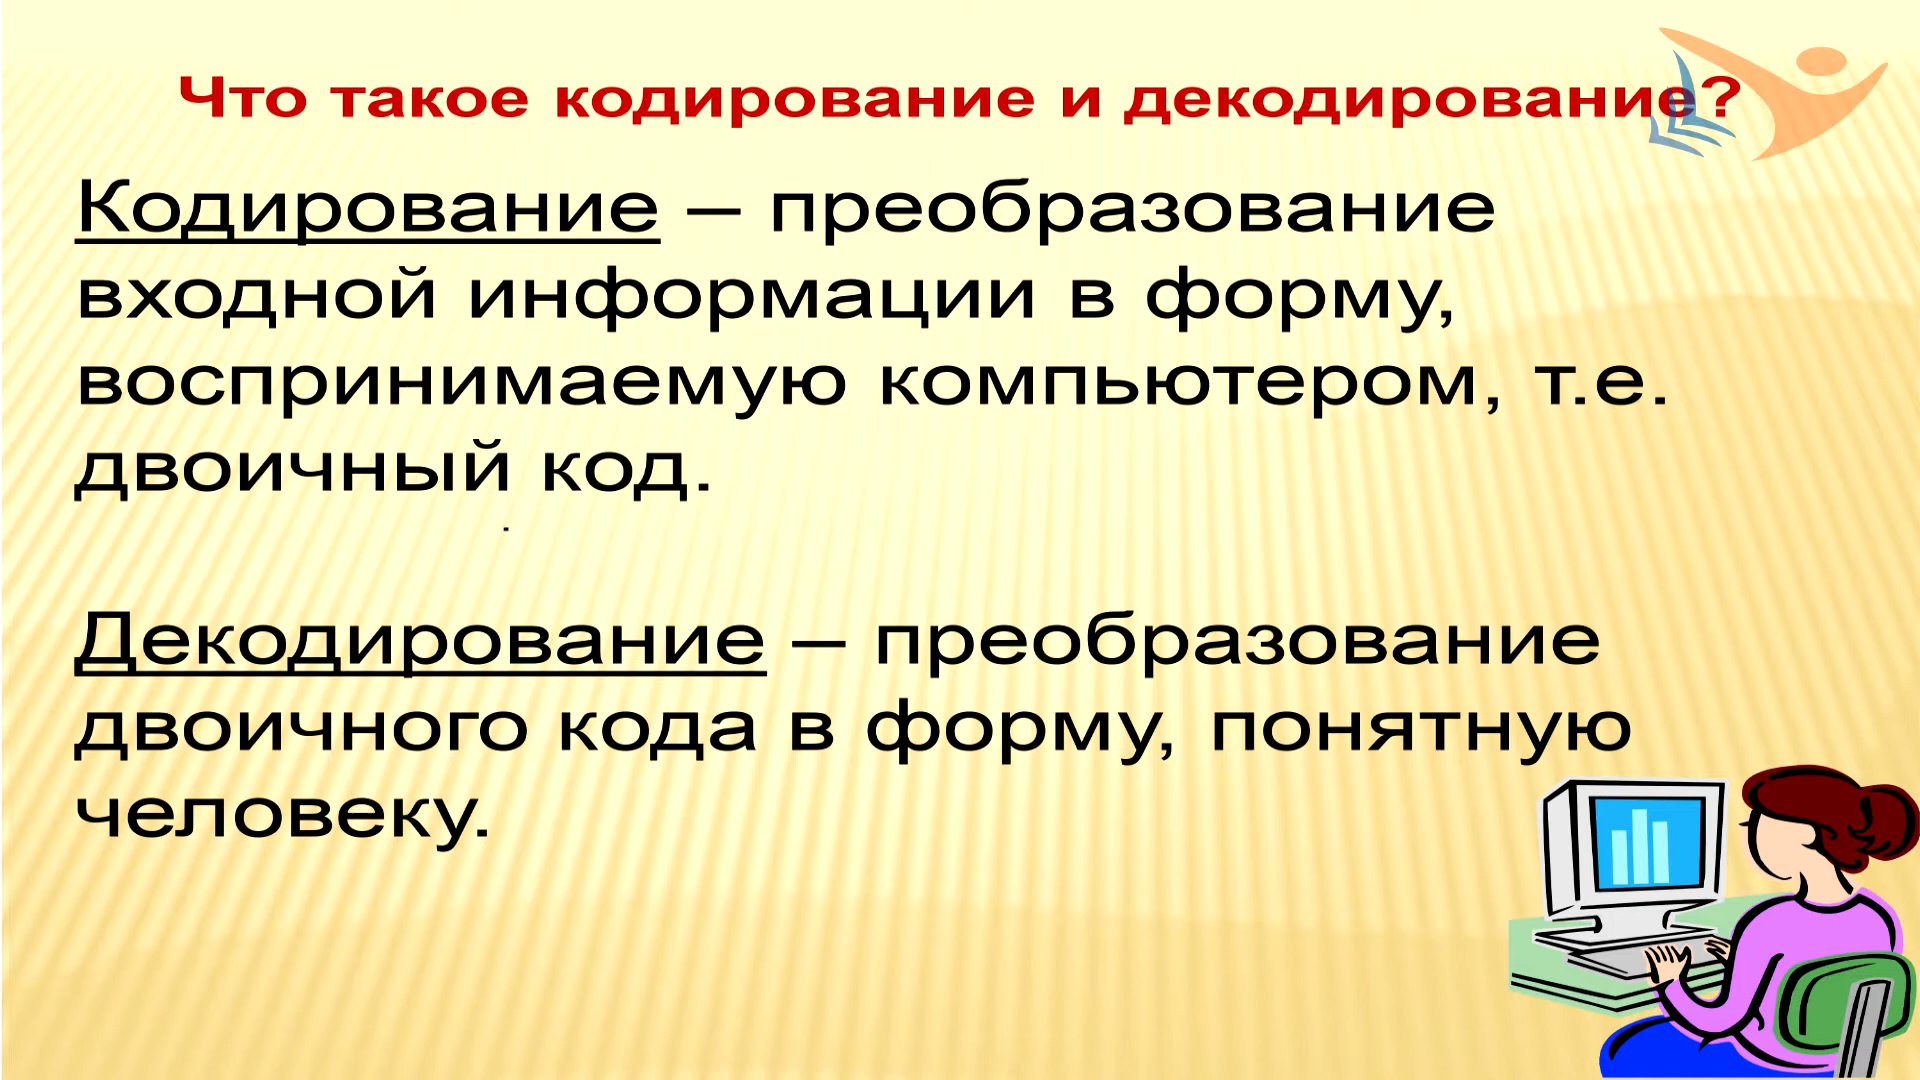 Что такое кодирование и декодирование?
Кодирование – преобразование
входной информации в форму,
воспринимаемую компьютером, т.е.
двоичный код.
.
Декодирование – преобразование
двоичного кода в форму, понятную
человеку.